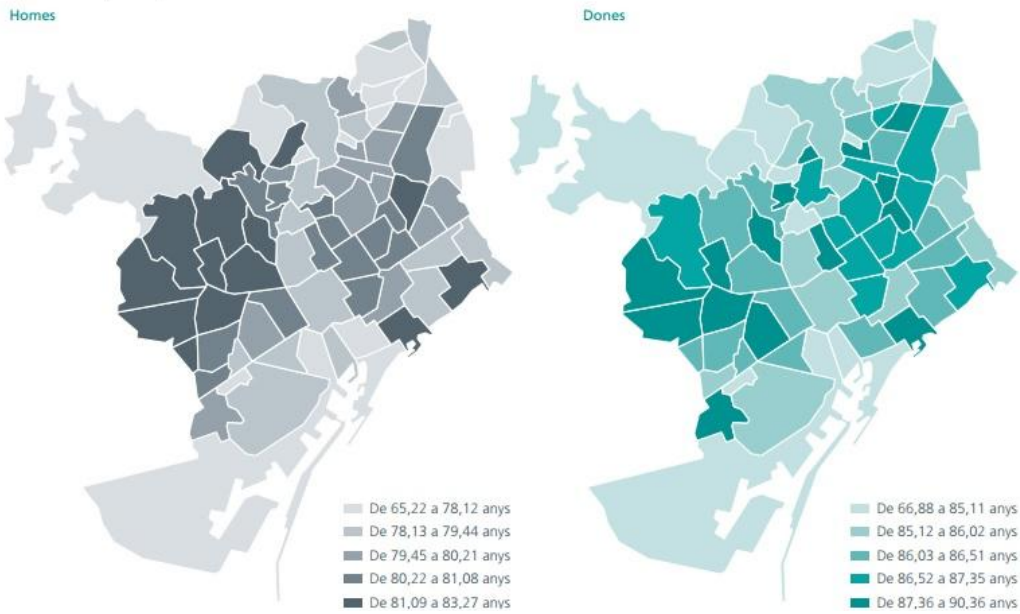 Homes
Dones
De 65,22 a 78,12 anys
De 78,13 a 79,44 anys
De 79,45 a 80,21 anys
De 80,22 a 81,08 anys
De 81,09 a 83,27 anys
De 66,88 a 85,11 anys
De 85,12 a 86,02 anys
De 86,03 a 86,51 anys
De 86,52 a 87,35 anys
De 87,36 a 90,36 anys